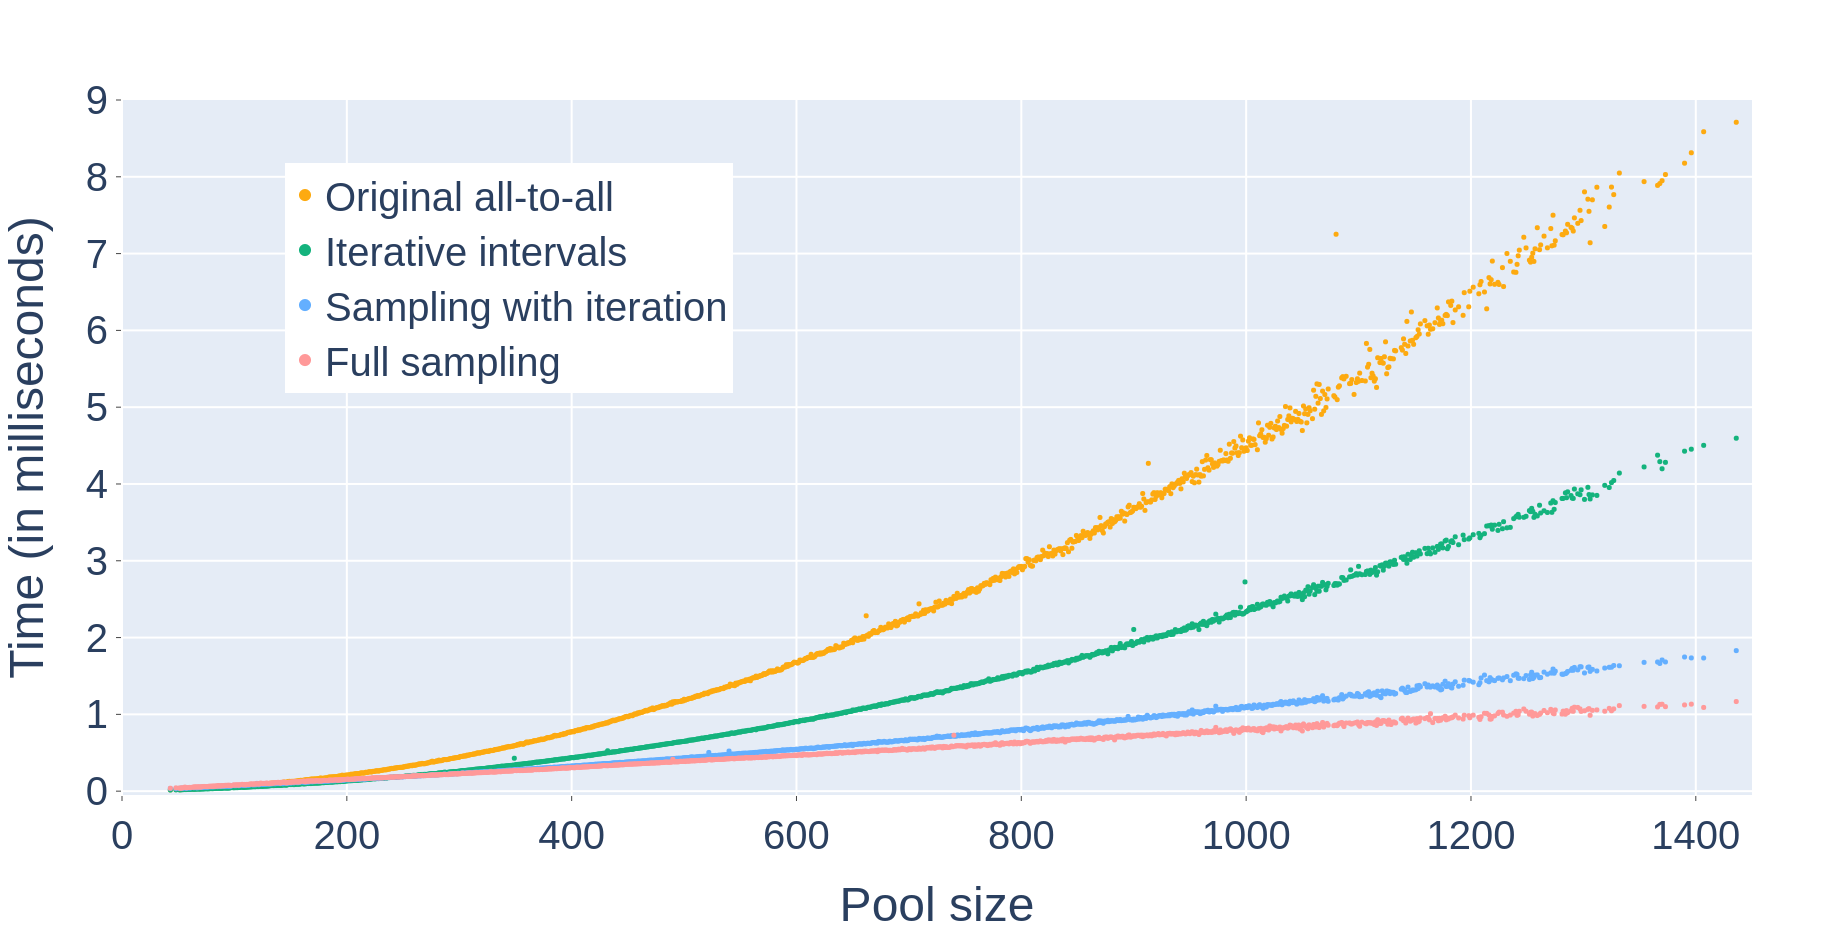 9
8
7
6
5
4
3
2
1
0
Time (in milliseconds)
Original all-to-all
Iterative intervals
Sampling with iteration
Full sampling
0 200 400 600 800 1000 1200 1400
Pool size